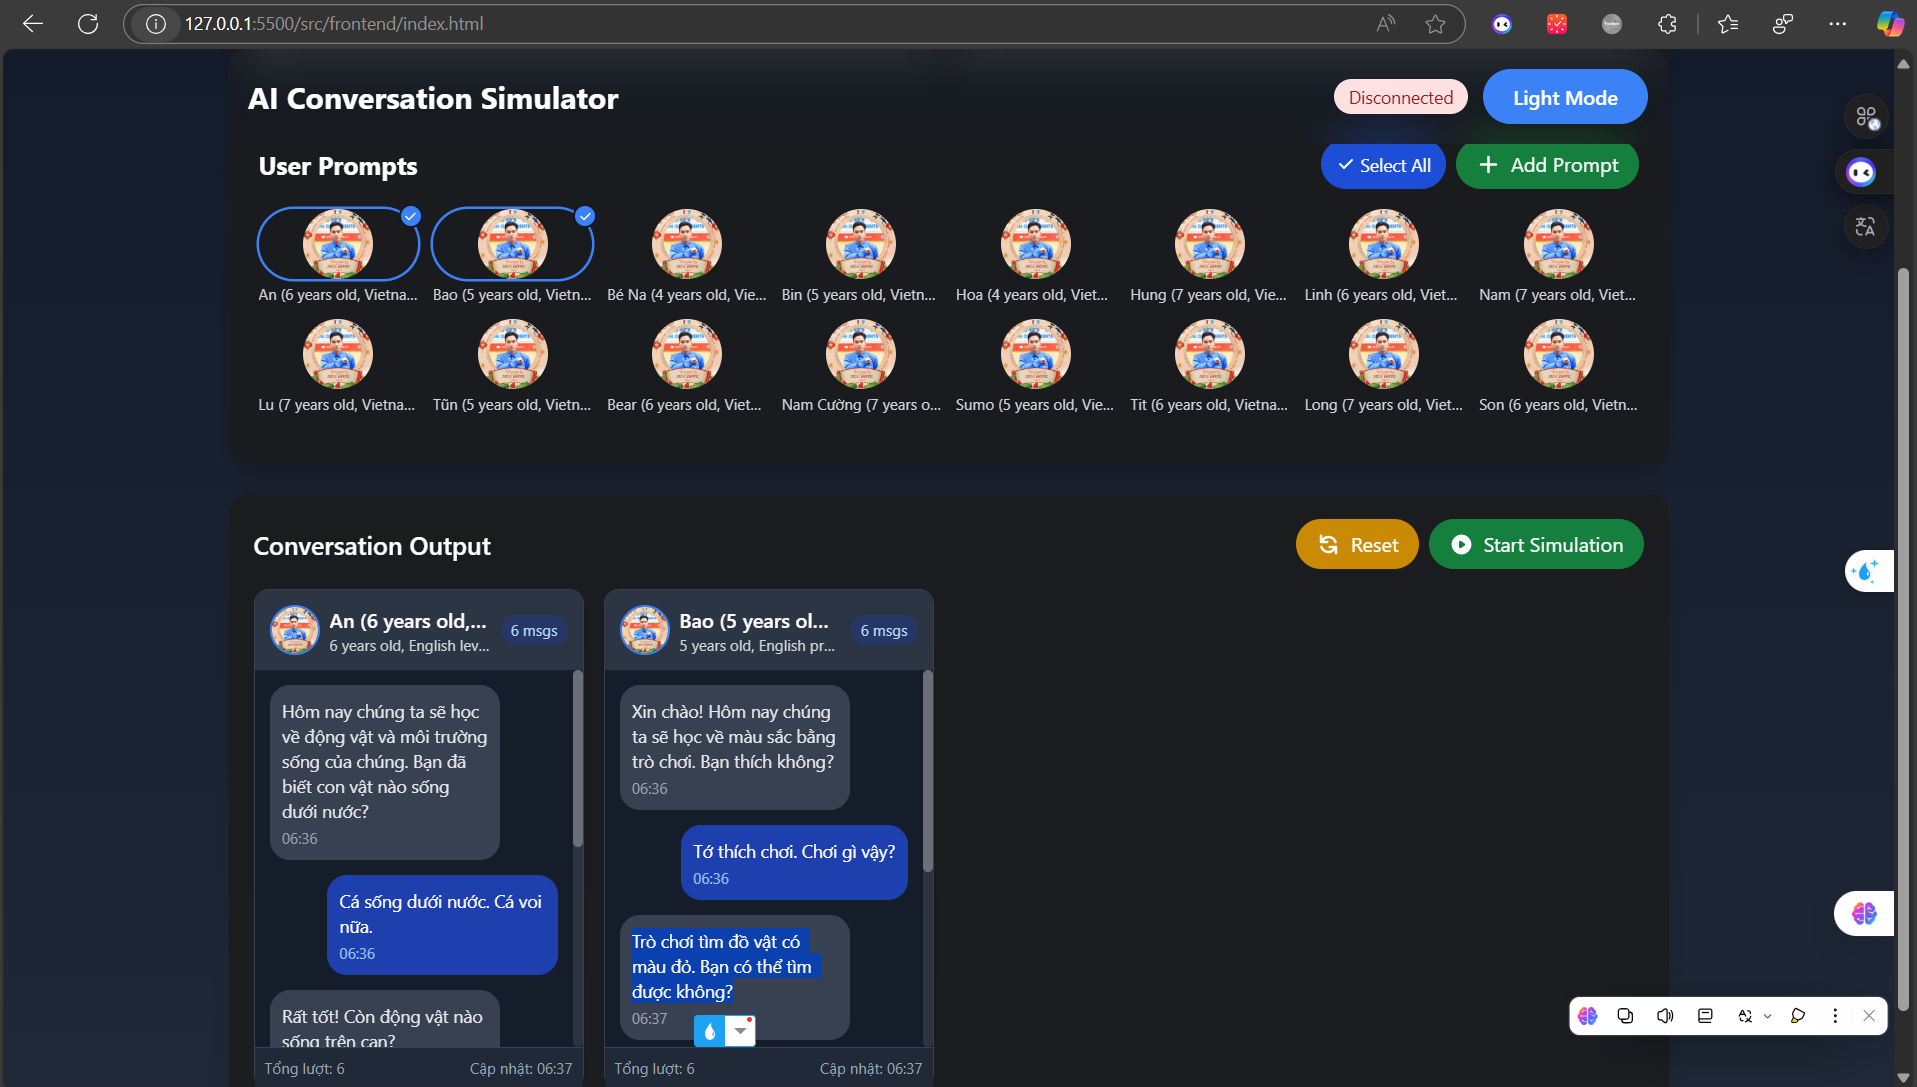 127.0.0.1:5500/src/frontend/index.html
AI Conversation Simulator
Disconnected
Light Mode
User Prompts
Select All
Add Prompt
An (6 years old, Vietna...
Bao (5 years old, Vietn...
Bé Na (4 years old, Vie...
Bin (5 years old, Vietn...
Hoa (4 years old, Viet...
Hung (7 years old, Vie...
Linh (6 years old, Viet...
Nam (7 years old, Viet...
Lu (7 years old, Vietna...
Tũn (5 years old, Vietn...
Bear (6 years old, Viet...
Nam Cường (7 years o...
Sumo (5 years old, Vie...
Tit (6 years old, Vietna...
Long (7 years old, Viet...
Son (6 years old, Vietn...
Conversation Output
Reset
Start Simulation
An (6 years old,...
6 years old, English lev...
6 msgs
Hôm nay chúng ta sẽ học
về động vật và môi trường
sống của chúng. Bạn đã
biết con vật nào sống
dưới nước?
06:36
Cá sống dưới nước. Cá voi
nữa.
06:36
Rất tốt! Còn động vật nào
sống trên cạn?
Tổng lượt: 6
Cập nhật: 06:37
Bao (5 years ol...
5 years old, English pr...
6 msgs
Xin chào! Hôm nay chúng
ta sẽ học về màu sắc bằng
trò chơi. Bạn thích không?
06:36
Tớ thích chơi. Chơi gì vậy?
06:36
Trò chơi tìm đồ vật có
màu đỏ. Bạn có thể tìm
được không?
06:37
Tổng lượt: 6
Cập nhật: 06:37